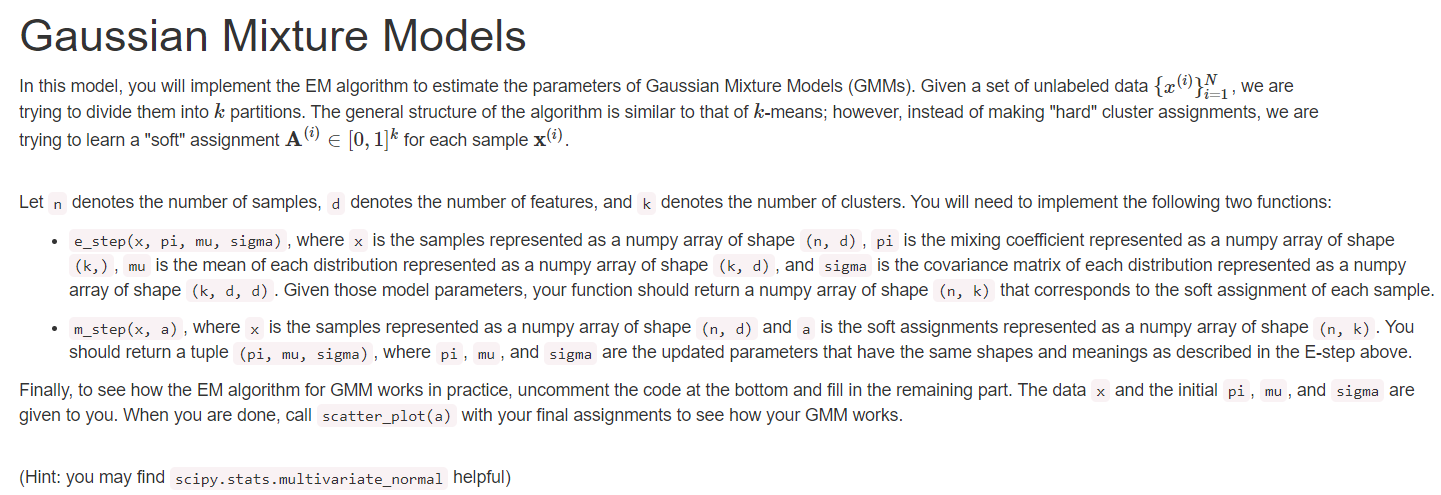 Gaussian Mixture Models
In this model, you will implement the EM algorithm to estimate the parameters of Gaussian Mixture Models (GMMs). Given a set of unlabeled data {x^{(i)}}_{i=1}^{N}, we are
trying to divide them into k partitions. The general structure of the algorithm is similar to that of k-means; however, instead of making "hard" cluster assignments, we are
trying to learn a "soft" assignment A^{(i)} ∈ [0, 1]^k for each sample x^{(i)}.
Let n denotes the number of samples, d denotes the number of features, and k denotes the number of clusters. You will need to implement the following two functions:
• e_step(x, pi, mu, sigma), where x is the samples represented as a numpy array of shape (n, d), pi is the mixing coefficient represented as a numpy array of shape
(k,), mu is the mean of each distribution represented as a numpy array of shape (k, d), and sigma is the covariance matrix of each distribution represented as a numpy
array of shape (k, d, d). Given those model parameters, your function should return a numpy array of shape (n, k) that corresponds to the soft assignment of each sample.
• m_step(x, a), where x is the samples represented as a numpy array of shape (n, d) and a is the soft assignments represented as a numpy array of shape (n, k). You
should return a tuple (pi, mu, sigma), where pi, mu, and sigma are the updated parameters that have the same shapes and meanings as described in the E-step above.
Finally, to see how the EM algorithm for GMM works in practice, uncomment the code at the bottom and fill in the remaining part. The data x and the initial pi, mu, and sigma are
given to you. When you are done, call scatter_plot(a) with your final assignments to see how your GMM works.
(Hint: you may find scipy.stats.multivariate_normal helpful)